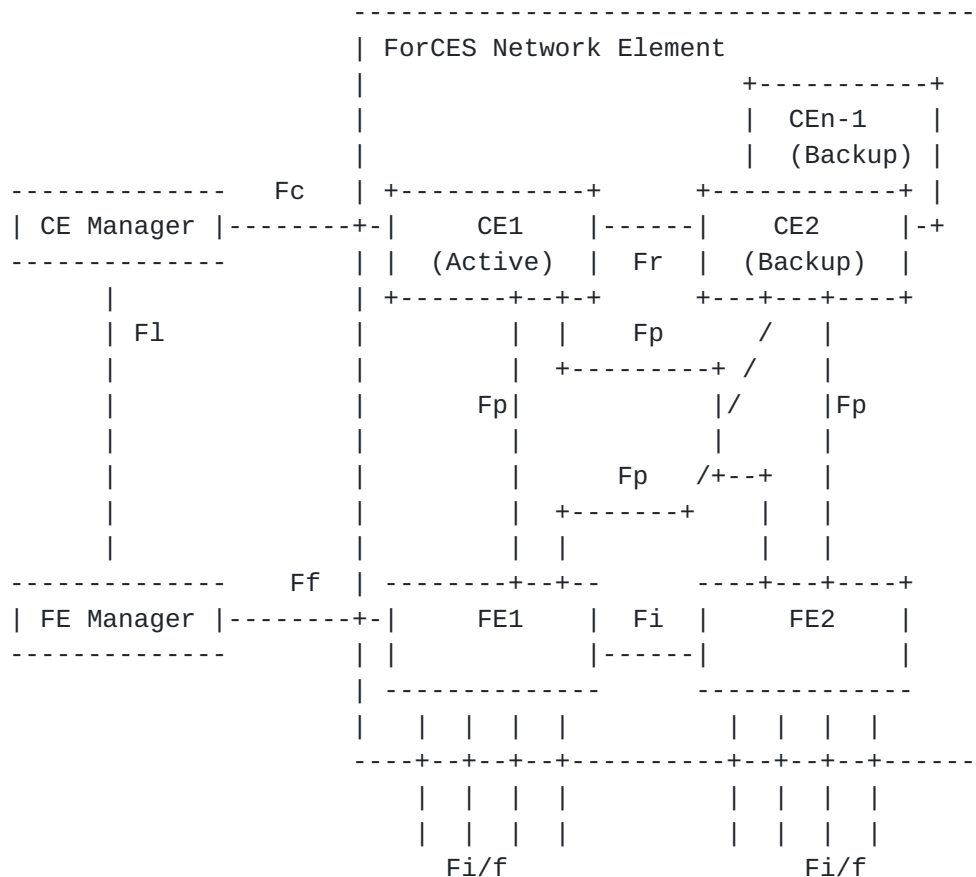 ForCES Network Element
CEn-1
(Backup)
Fc
CE Manager CE1 CE2
(Active) Fr (Backup)
Fl Fp
Fp Fp
Fp
Ff
FE Manager FE1 Fi FE2
Fi/f Fi/f